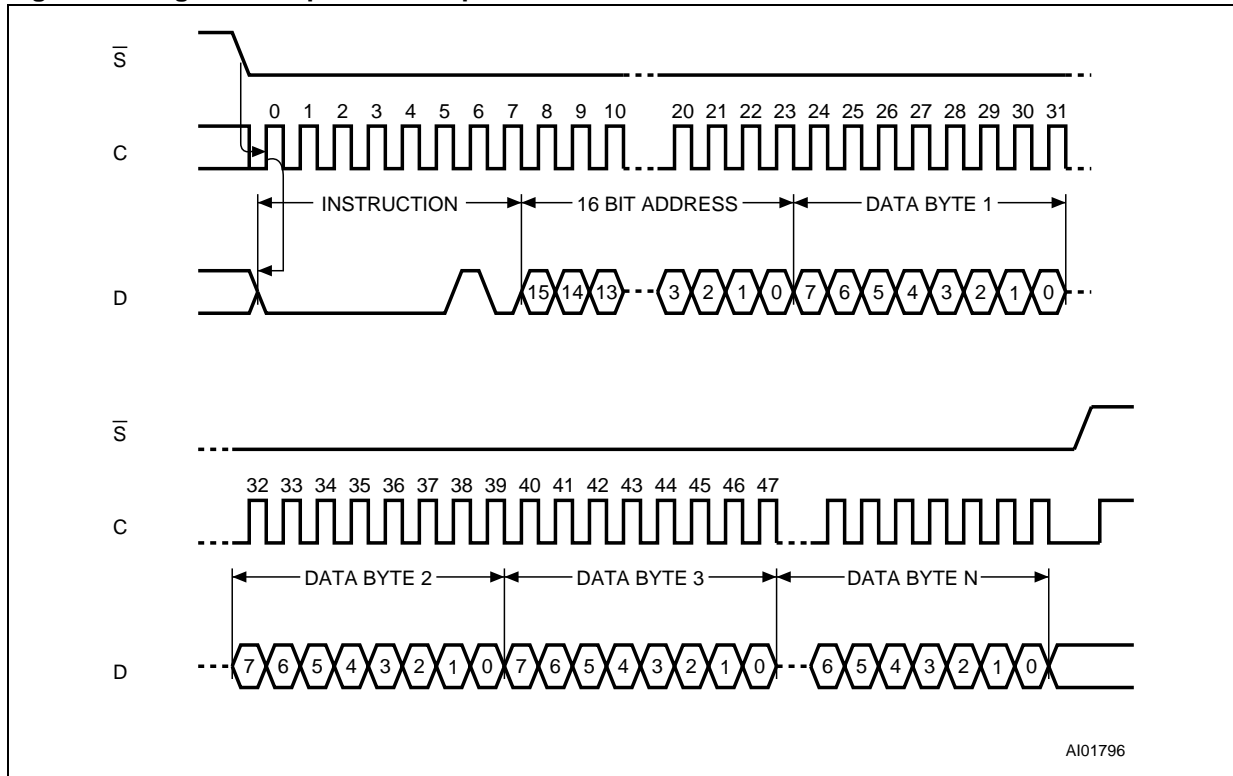 S
0 1 2 3 4 5 6 7 8 9 10 20 21 22 23 24 25 26 27 28 29 30 31
C
INSTRUCTION 16 BIT ADDRESS DATA BYTE 1
D 15 14 13 3 2 1 0 7 6 5 4 3 2 1 0
S
32 33 34 35 36 37 38 39 40 41 42 43 44 45 46 47
C
DATA BYTE 2 DATA BYTE 3 DATA BYTE N
D 7 6 5 4 3 2 1 0 7 6 5 4 3 2 1 0 6 5 4 3 2 1 0
AI01796